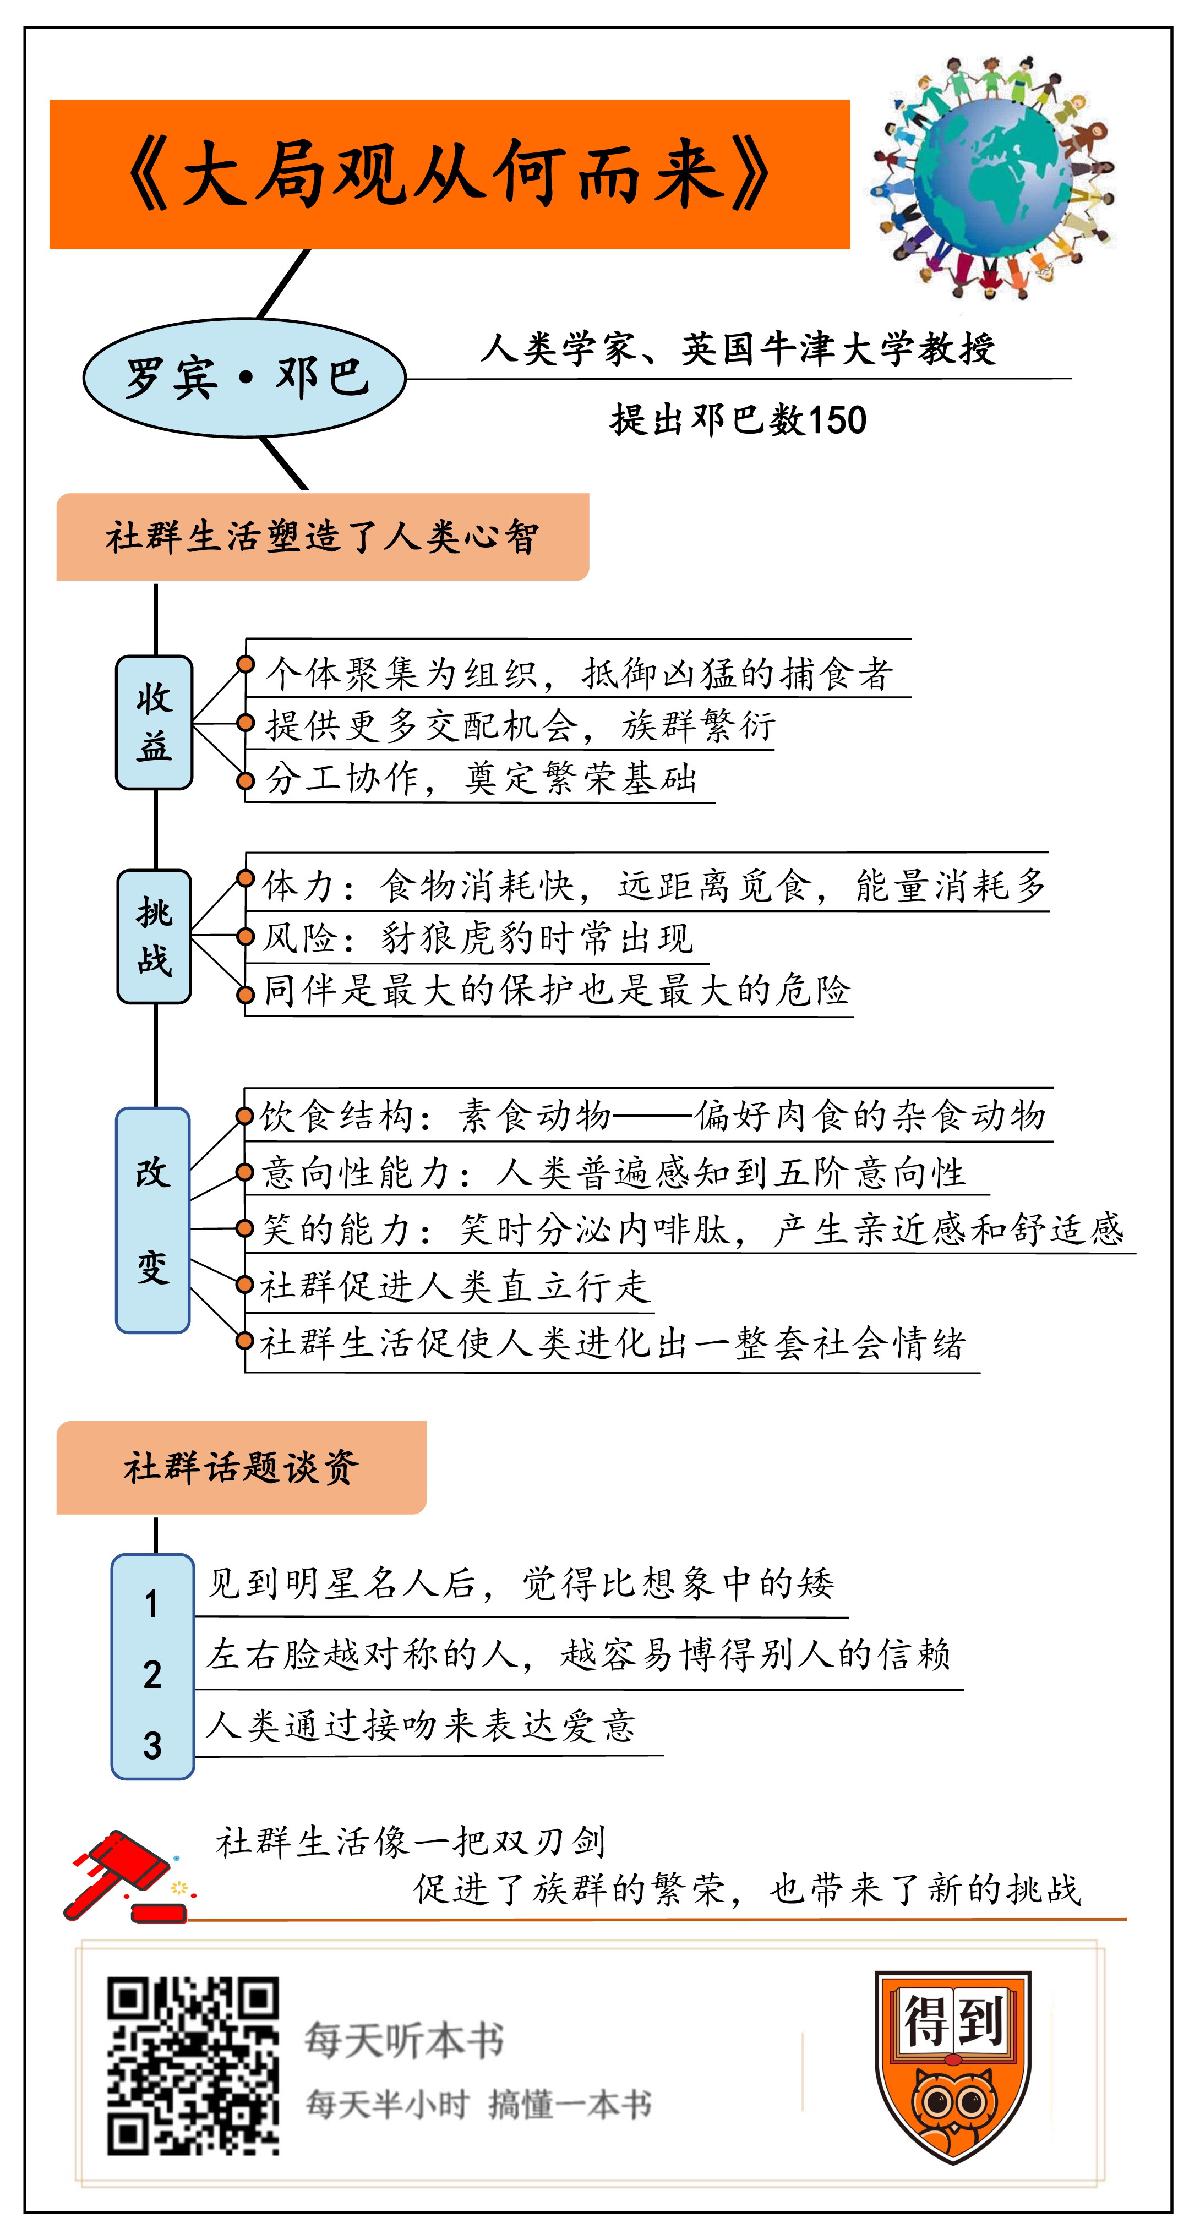 《大局观从何而来》
罗宾·邓巴
人类学家、英国牛津大学教授
提出邓巴数150
社群生活塑造了人类心智
收益
个体聚集为组织，抵御凶猛的捕食者
提供更多交配机会，族群繁衍
分工协作，奠定繁荣基础
挑战
体力：食物消耗快，远距离觅食，能量消耗多
风险：豺狼虎豹时常出现
同伴是最大的保护也是最大的危险
改变
饮食结构：素食动物——偏好肉食的杂食动物
意向性能力：人类普遍感知到五阶意向性
笑的能力：笑时分泌内啡肽，产生亲近感和舒适感
社群促进人类直立行走
社群生活促使人类进化出一整套社会情绪
社群话题谈资
1 见到明星名人后，觉得比想象中的矮
2 左右脸越对称的人，越容易博得别人的信赖
3 人类通过接吻来表达爱意
社群生活像一把双刃剑
促进了族群的繁荣，也带来了新的挑战
每天听本书
每天半小时 搞懂一本书
得到